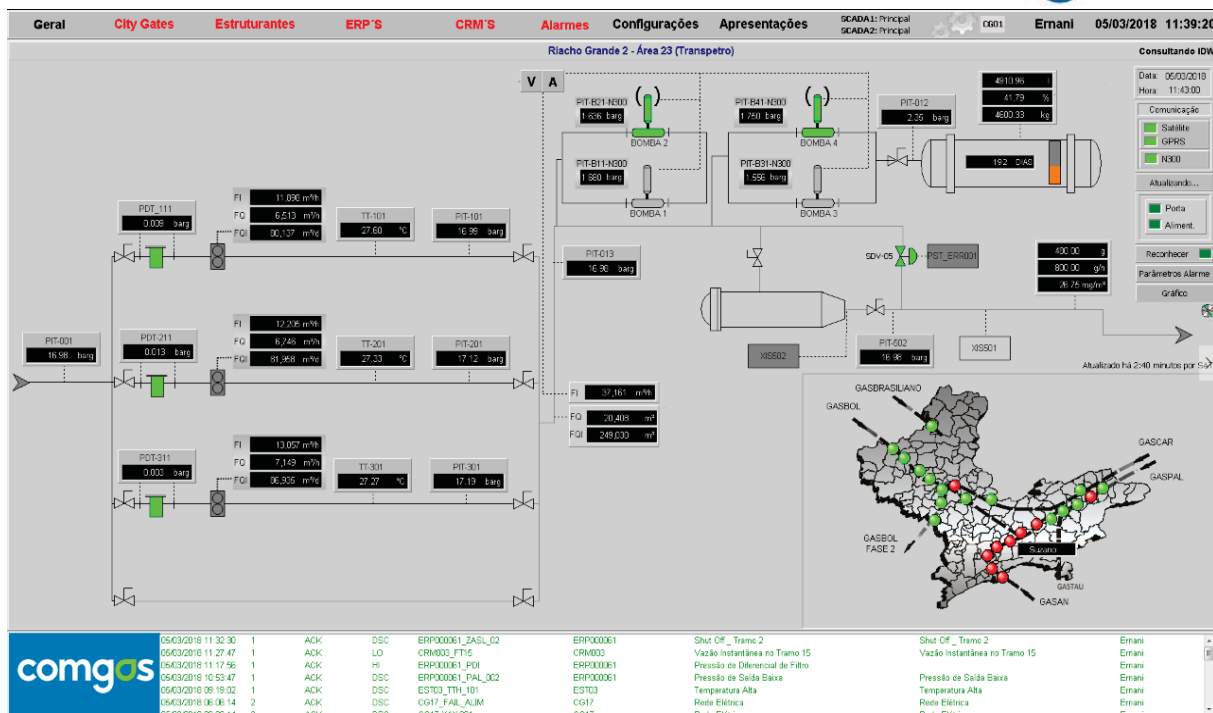 Geral City Gates Estruturantes ERP´S CRM´S Alarmes Configurações Apresentações SCADA1: Principal CG01 Ernani 05/03/2018 11:39:20
SCADA2: Principal
Riacho Grande 2 - Área 23 (Transpetro) Consultando IDW
V A
PIT-B21-N300
1.636 barg
BOMBA 2
PIT-B41-N300
1.750 barg
BOMBA 4
PIT-012
2.35 barg
4910.96 l
41.79 %
4600.33 kg
192 DIAS
PIT-B11-N300
1.680 barg
BOMBA 1
PIT-B31-N300
1.556 barg
BOMBA 3
Data: 05/03/2018
Hora: 11:43:00
Comunicação
Satélite
GPRS
N300
Atualizando...
Porta
Aliment.
Reconhecer
Parâmetros Alarme
Gráfico
PDT_111
0.009 barg
FI 11,098 m³/h
FQ 6,513 m³/h
FQI 80,137 m³/d
TT-101
27.60 °C
PIT-101
16.99 barg
PIT-013
16.98 barg
SDV-05
PST_ERR001
480.00 g
800.00 g/h
28.75 mg/m³
PIT-001
16.98 barg
PDT-211
0.013 barg
FI 12,205 m³/h
FQ 6,746 m³/h
FQI 81,958 m³/d
TT-201
27.33 °C
PIT-201
17.12 barg
XIS502
PIT-502
16.98 barg
XIS501
Atualizado há 2:40 minutos por
FI 37,161 m³/h
FQ 20,408 m³
FQI 249,030 m³
PDT-311
0.003 barg
FI 13,057 m³/h
FQ 7,149 m³/h
FQI 86,935 m³/d
TT-301
27.27 °C
PIT-301
17.19 barg
GASBRASILIANO
GASBOL
GASCAR
GASPAL
GASBOL
FASE 2
Suzano
GASTAU
GASAN
comgas
05/03/2018 11:32:30 1 ACK DSC ERP000061_ZASL_02 ERP000061 Shut Off _ Tramo 2 Shut Off _ Tramo 2 Ernani
05/03/2018 11:27:47 1 ACK LO CRM003_FT15 CRM003 Vazão Instantânea no Tramo 15 Vazão Instantânea no Tramo 15 Ernani
05/03/2018 11:17:56 1 ACK HI ERP000061_PDI ERP000061 Pressão de Diferencial de Filtro Ernani
05/03/2018 10:53:47 1 ACK DSC ERP000061_PAL_002 ERP000061 Pressão de Saída Baixa Pressão de Saída Baixa Ernani
05/03/2018 09:19:02 1 ACK DSC EST03_TTH_101 EST03 Temperatura Alta Temperatura Alta Ernani
05/03/2018 06:06:14 2 ACK DSC CG17_FAIL_ALIM CG17 Rede Elétrica Rede Elétrica Ernani